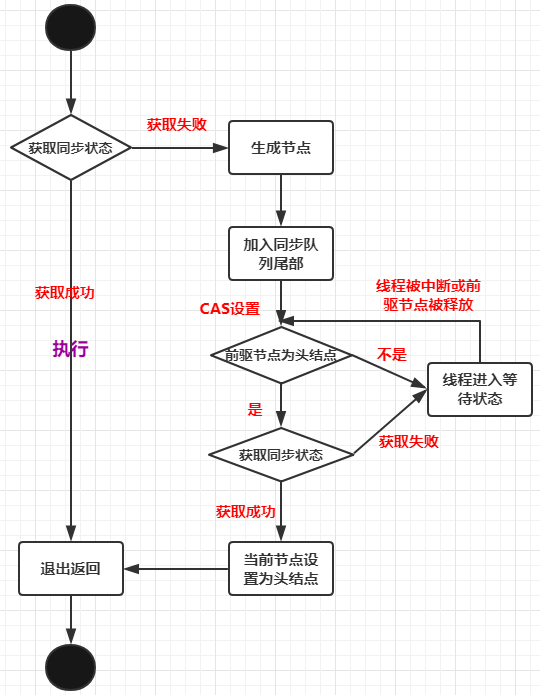 获取失败
获取同步状态
生成节点
加入同步队
列尾部
获取成功
CAS设置
线程被中断或前
驱节点被释放
执行
前驱节点为头结点
不是
线程进入等
待状态
是
获取同步状态
获取失败
获取成功
退出返回
当前节点设
置为头结点